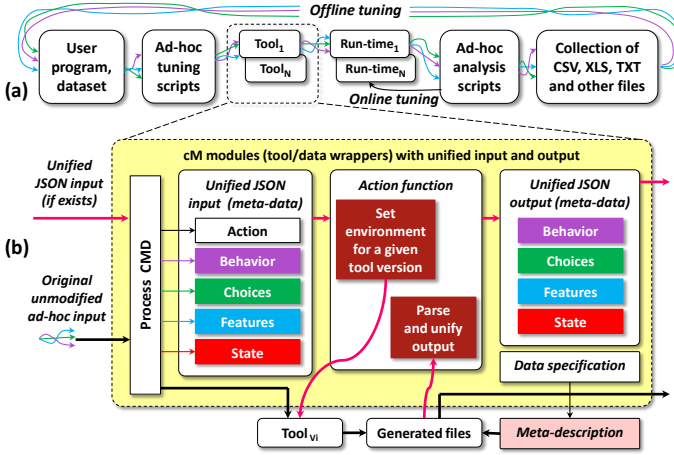 Offline tuning
User
program,
dataset
Ad-hoc
tuning
scripts
Tool1
ToolN
Run-time1
Run-timeN
Online tuning
Ad-hoc
analysis
scripts
Collection of
CSV, XLS, TXT
and other files
(a)
cM modules (tool/data wrappers) with unified input and output
Unified
JSON input
(if exists)
(b)
Original
unmodified
ad-hoc input
Process CMD
Unified JSON
input (meta-data)
Action
Behavior
Choices
Features
State
Action function
Set
environment
for a given
tool version
Parse
and unify
output
Unified JSON
output (meta-data)
Behavior
Choices
Features
State
Data specification
ToolVi
Generated files
Meta-description